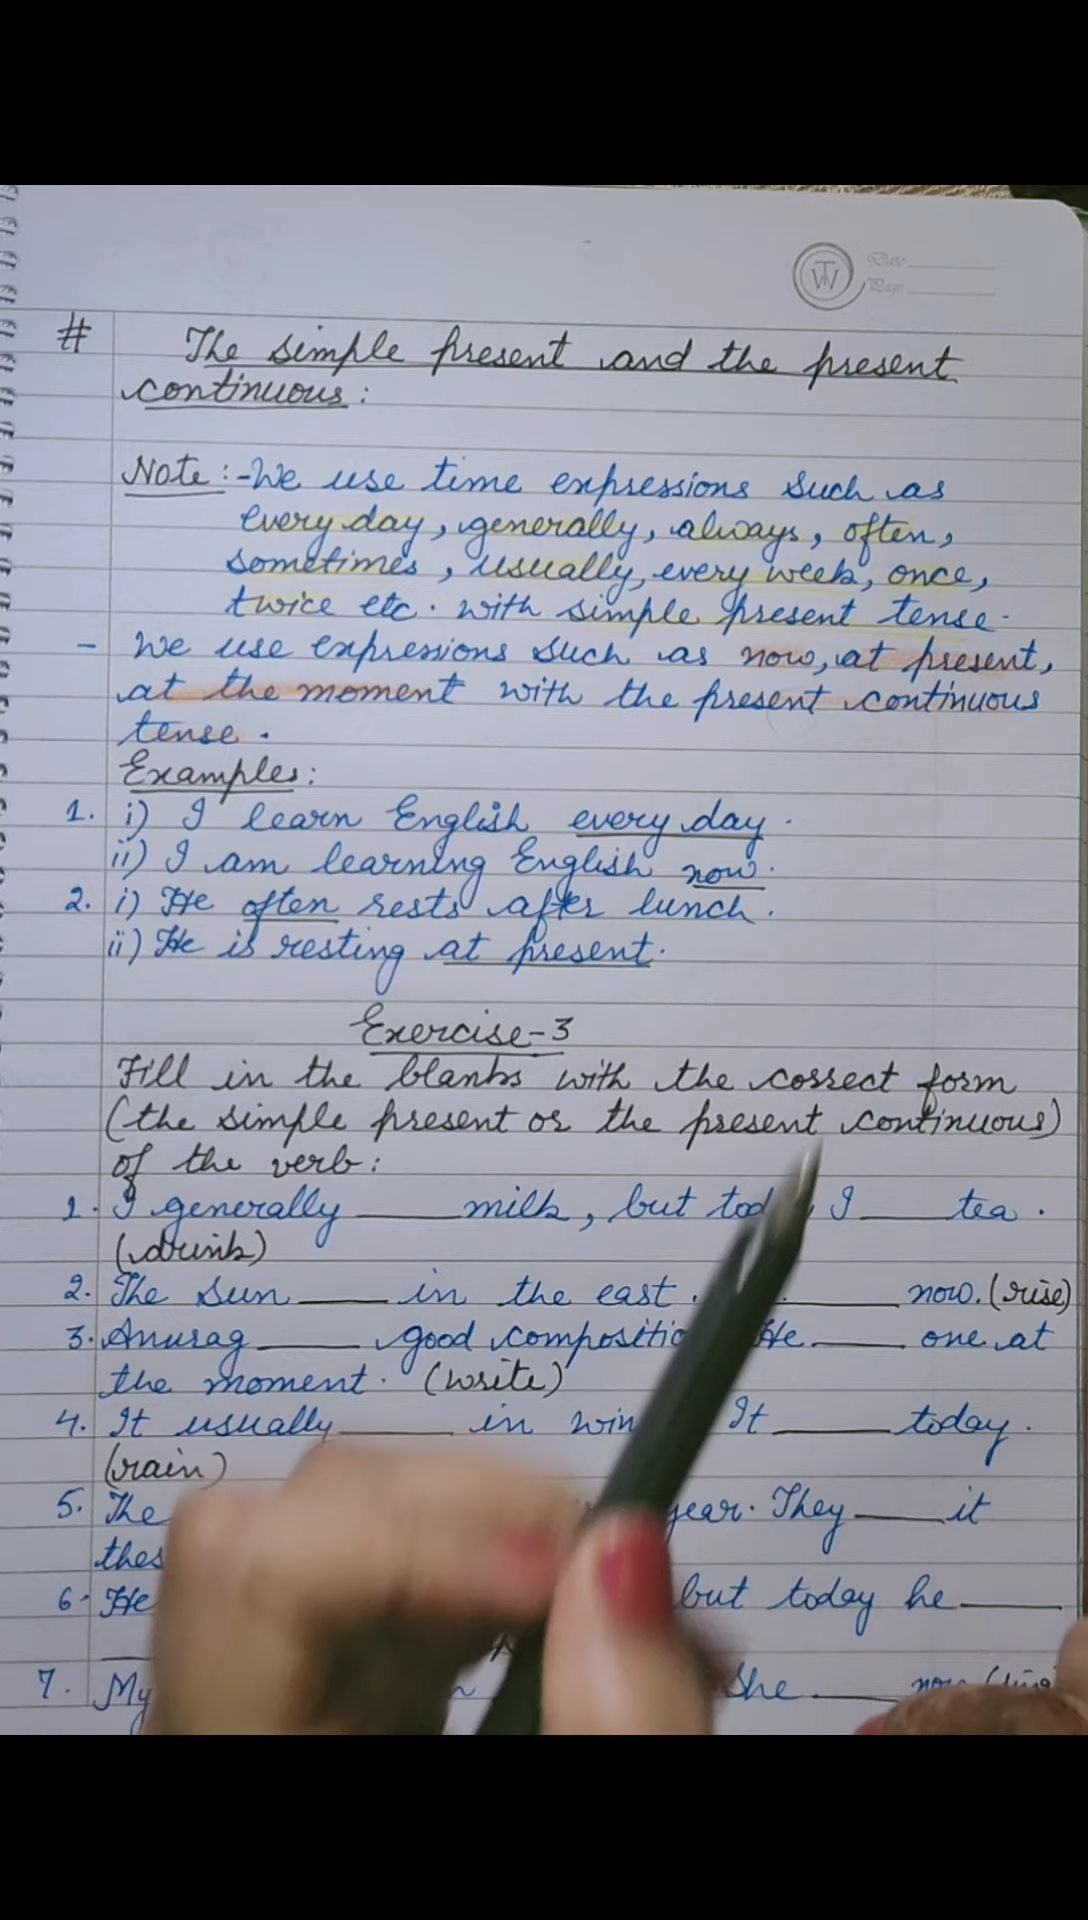 Date
Page
# The simple present and the present
continuous:
Note:- We use time expressions such as
every day, generally, always, often,
sometimes, usually, every week, once,
twice etc. with simple present tense.
- We use expressions such as now, at present,
at the moment with the present continuous
tense.
Examples:
1. i) I learn English every day.
ii) I am learning English now.
2. i) He often rests after lunch.
ii) He is resting at present.
Exercise-3
Fill in the blanks with the correct form
(the simple present or the present continuous)
of the verb:
1. I generally ____ milk, but I ____ tea.
(drink)
2. The sun ____ in the east. ____ now. (rise)
3. Anurag ____ good He ____ one at
the moment. (write)
4. It usually ____ in It ____ today.
(rain)
5. The year. They ____ it
6. He but today he ____
7. My She ____ now